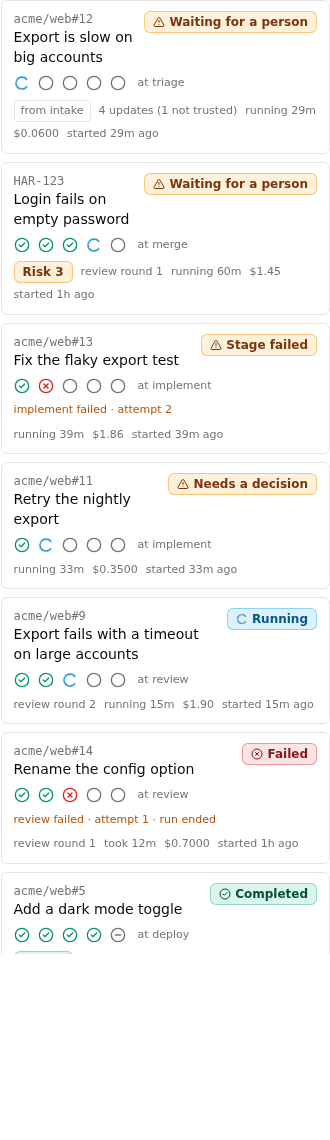 acme/web#12
Waiting for a person
Export is slow on
big accounts
at triage
from intake 4 updates (1 not trusted) running 29m
$0.0600 started 29m ago
HAR-123
Waiting for a person
Login fails on
empty password
at merge
Risk 3 review round 1 running 60m $1.45
started 1h ago
acme/web#13
Stage failed
Fix the flaky export test
at implement
implement failed · attempt 2
running 39m $1.86 started 39m ago
acme/web#11
Needs a decision
Retry the nightly
export
at implement
running 33m $0.3500 started 33m ago
acme/web#9
Running
Export fails with a timeout
on large accounts
at review
review round 2 running 15m $1.90 started 15m ago
acme/web#14
Failed
Rename the config option
at review
review failed · attempt 1 · run ended
review round 1 took 12m $0.7000 started 1h ago
acme/web#5
Completed
Add a dark mode toggle
at deploy